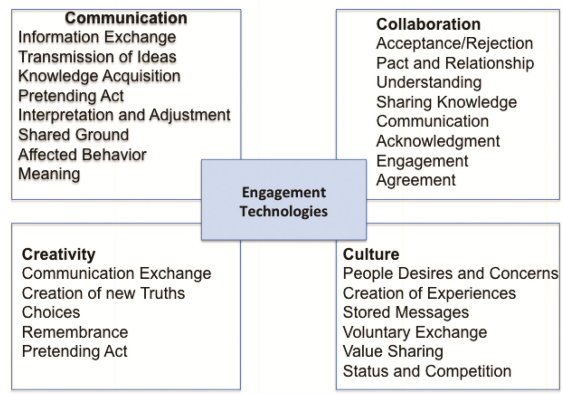 Communication
Information Exchange
Transmission of Ideas
Knowledge Acquisition
Pretending Act
Interpretation and Adjustment
Shared Ground
Affected Behavior
Meaning
Collaboration
Acceptance/Rejection
Pact and Relationship
Understanding
Sharing Knowledge
Communication
Acknowledgment
Engagement
Agreement
Engagement
Technologies
Creativity
Communication Exchange
Creation of new Truths
Choices
Remembrance
Pretending Act
Culture
People Desires and Concerns
Creation of Experiences
Stored Messages
Voluntary Exchange
Value Sharing
Status and Competition